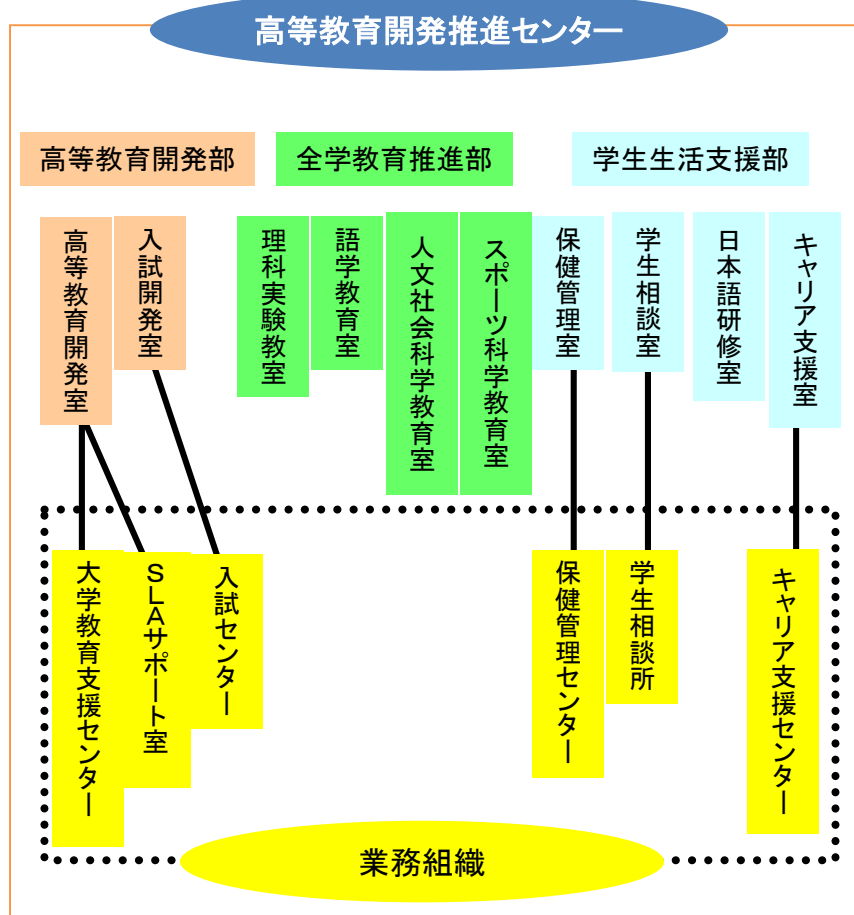 高等教育開発推進センター
高等教育開発部
全学教育推進部
学生生活支援部
高等教育開発室
入試開発室
理科実験教室
語学教育室
人文社会科学教育室
スポーツ科学教育室
保健管理室
学生相談室
日本語研修室
キャリア支援室
大学教育支援センター
SLAサポート室
入試センター
保健管理センター
学生相談所
キャリア支援センター
業務組織